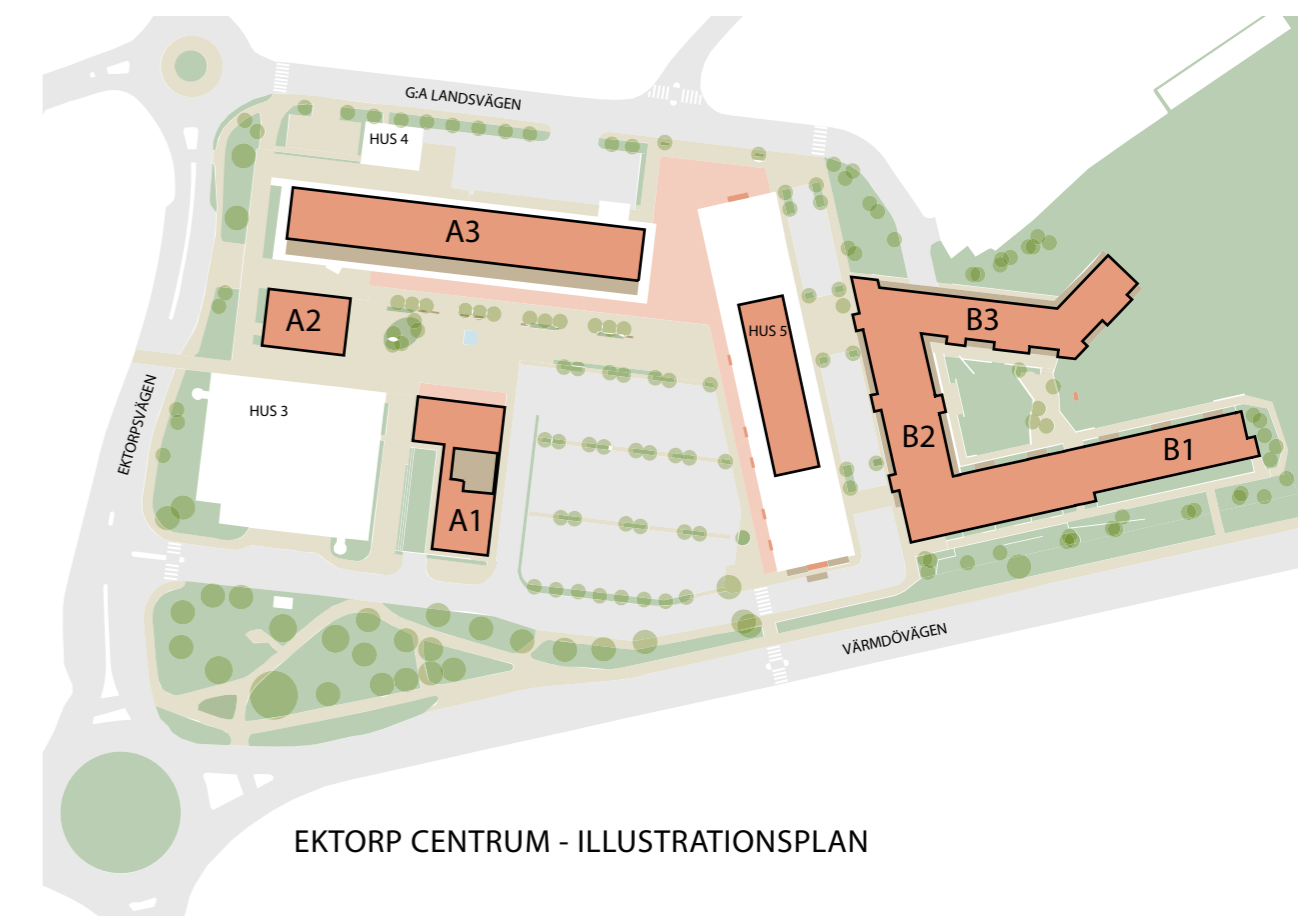 G:A LANDSVÄGEN
HUS 4
A3
A2
HUS 5
B3
EKTORPSVÄGEN
HUS 3
B2
B1
A1
VÄRMDÖVÄGEN
EKTORP CENTRUM - ILLUSTRATIONSPLAN